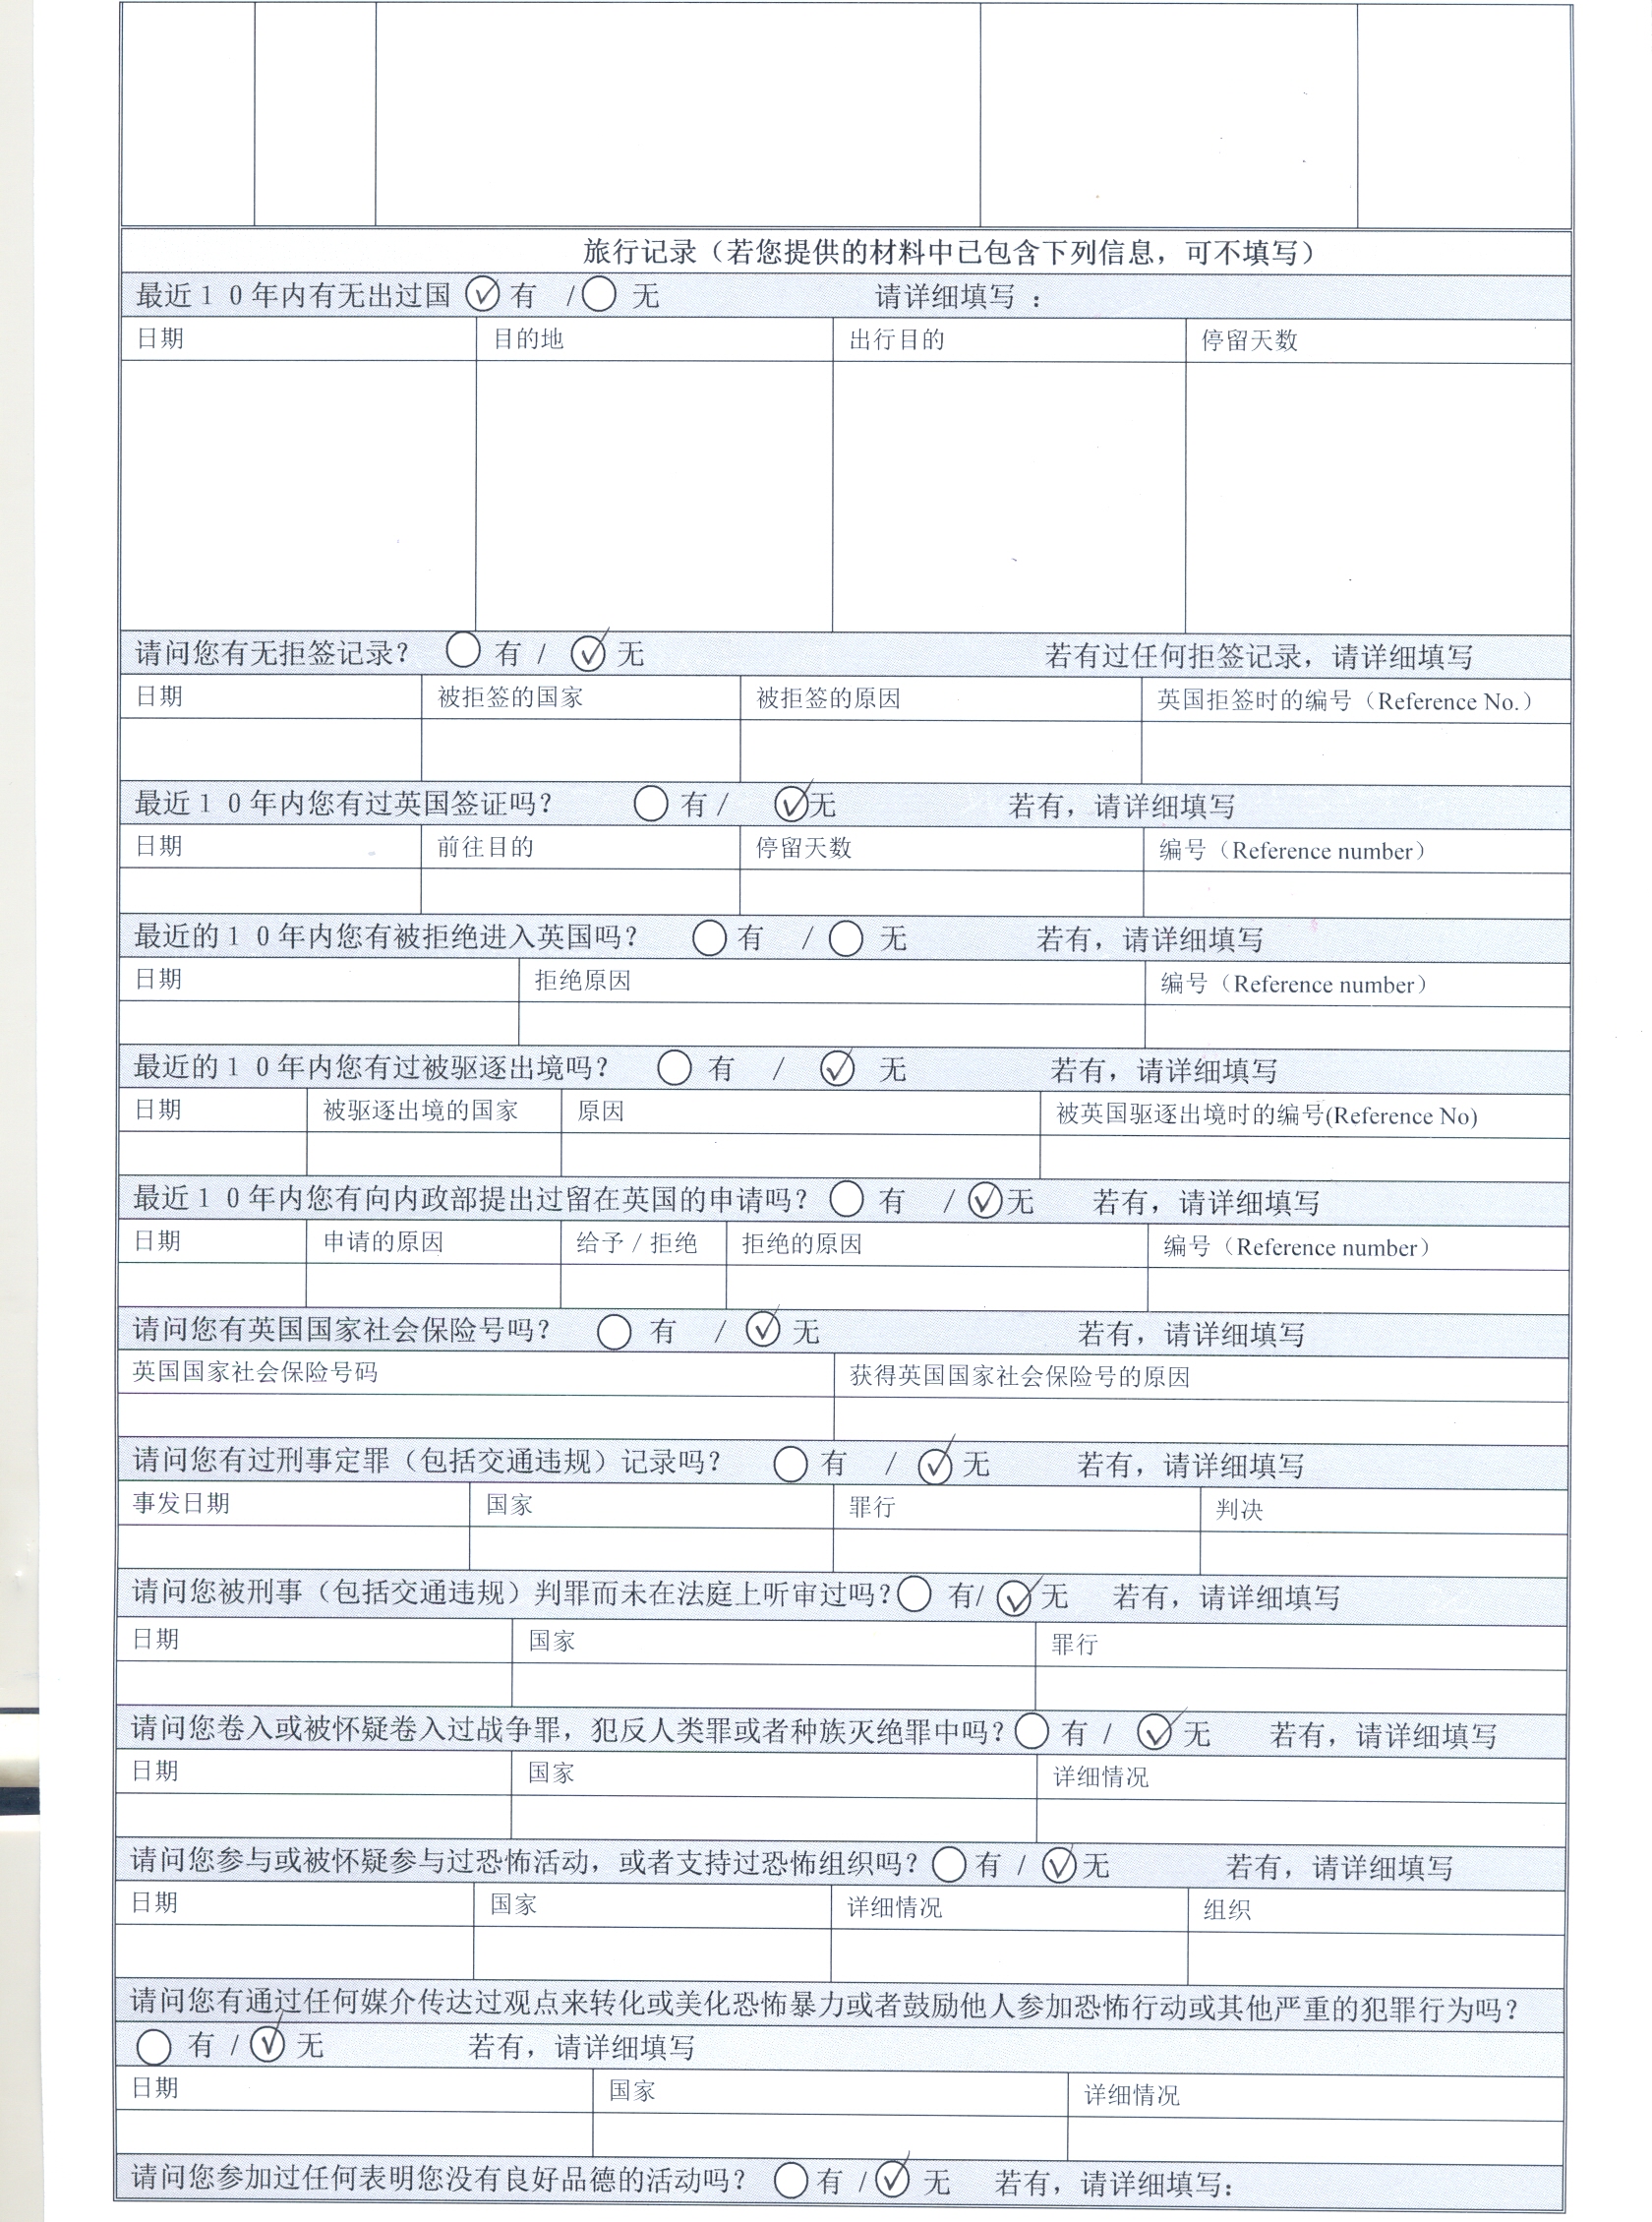 旅行记录（若您提供的材料中已包含下列信息，可不填写）
最近10年内有无出过国 ☑ 有 /○ 无 请详细填写：
日期 目的地 出行目的 停留天数
请问您有无拒签记录？ ○ 有 / ☑ 无 若有过任何拒签记录，请详细填写
日期 被拒签的国家 被拒签的原因 英国拒签时的编号（Reference No.）
最近10年内您有过英国签证吗？ ○ 有 / ☑ 无 若有，请详细填写
日期 前往目的 停留天数 编号（Reference number）
最近的10年内您有被拒绝进入英国吗？ ○ 有 / ○ 无 若有，请详细填写
日期 拒绝原因 编号（Reference number）
最近的10年内您有过被驱逐出境吗？ ○ 有 / ☑ 无 若有，请详细填写
日期 被驱逐出境的国家 原因 被英国驱逐出境时的编号(Reference No)
最近10年内您有向内政部提出过留在英国的申请吗？ ○ 有 / ☑ 无 若有，请详细填写
日期 申请的原因 给予/拒绝 拒绝的原因 编号（Reference number）
请问您有英国国家社会保险号吗？ ○ 有 / ☑ 无 若有，请详细填写
英国国家社会保险号码 获得英国国家社会保险号的原因
请问您有过刑事定罪（包括交通违规）记录吗？ ○ 有 / ☑ 无 若有，请详细填写
事发日期 国家 罪行 判决
请问您被刑事（包括交通违规）判罪而未在法庭上听审过吗？○ 有/ ☑ 无 若有，请详细填写
日期 国家 罪行
请问您卷入或被怀疑卷入过战争罪，犯反人类罪或者种族灭绝罪中吗？○ 有 / ☑ 无 若有，请详细填写
日期 国家 详细情况
请问您参与或被怀疑参与过恐怖活动，或者支持过恐怖组织吗？○ 有 / ☑ 无 若有，请详细填写
日期 国家 详细情况 组织
请问您有通过任何媒介传达过观点来转化或美化恐怖暴力或者鼓励他人参加恐怖行动或其他严重的犯罪行为吗？
○ 有 / ☑ 无 若有，请详细填写
日期 国家 详细情况
请问您参加过任何表明您没有良好品德的活动吗？ ○ 有 / ☑ 无 若有，请详细填写：